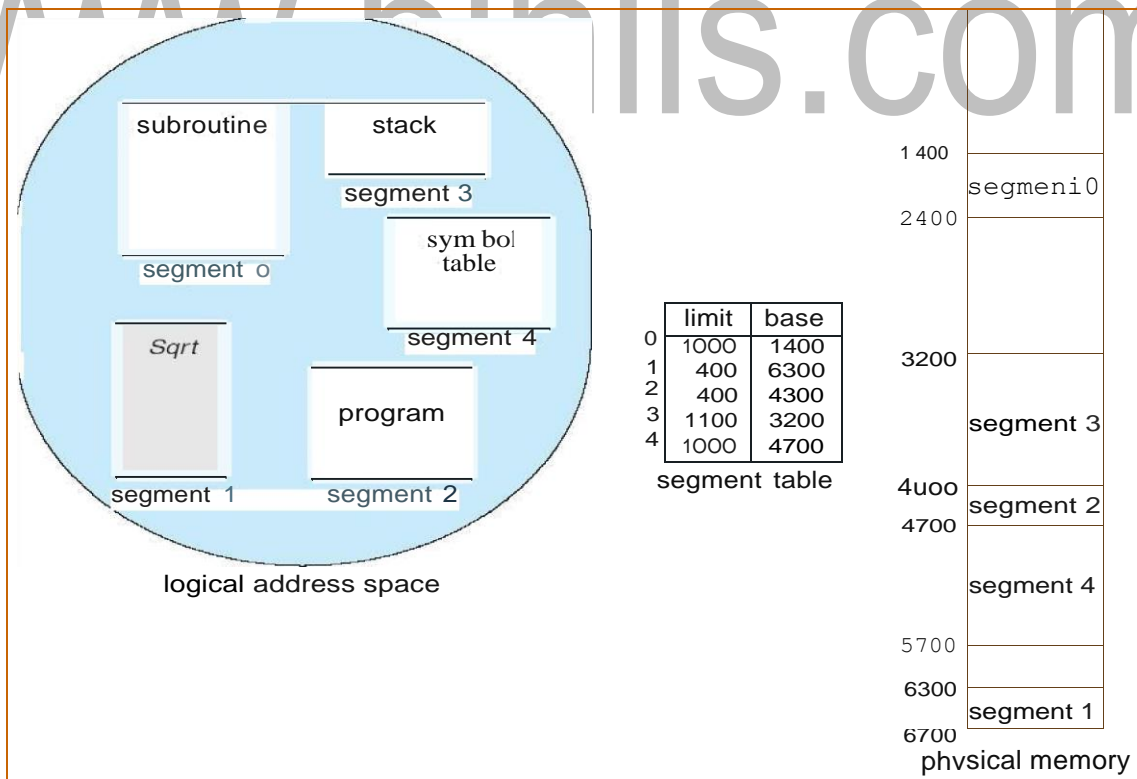 subroutine
stack
segment 3
segment o
sym bol
table
segment 4
Sqrt
segment 1
program
segment 2
logical address space
limit base
0 1000 1400
1 400 6300
2 400 4300
3 1100 3200
4 1000 4700
segment table
1 400
segmeni0
2400
3200
segment 3
4uoo
segment 2
4700
segment 4
5700
6300
segment 1
6700
physical memory